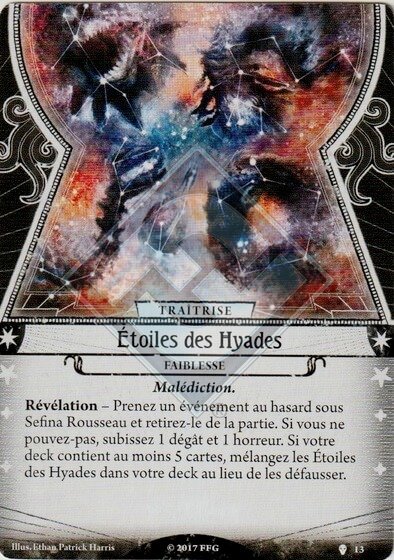 TRAÎTRISE
Étoiles des Hyades
FAIBLESSE
Malédiction.
Révélation – Prenez un événement au hasard sous
Sefina Rousseau et retirez-le de la partie. Si vous ne
pouvez-pas, subissez 1 dégât et 1 horreur. Si votre
deck contient au moins 5 cartes, mélangez les Étoiles
des Hyades dans votre deck au lieu de les défausser.
Illus. Ethan Patrick Harris
© 2017 FFG
13